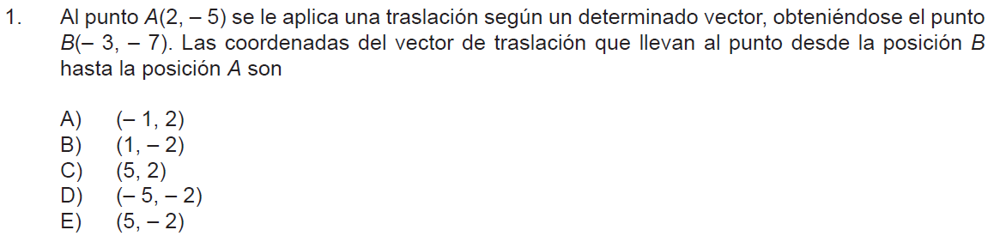 1. Al punto A(2, – 5) se le aplica una traslación según un determinado vector, obteniéndose el punto
B(– 3, – 7). Las coordenadas del vector de traslación que llevan al punto desde la posición B
hasta la posición A son
A) (– 1, 2)
B) (1, – 2)
C) (5, 2)
D) (– 5, – 2)
E) (5, – 2)